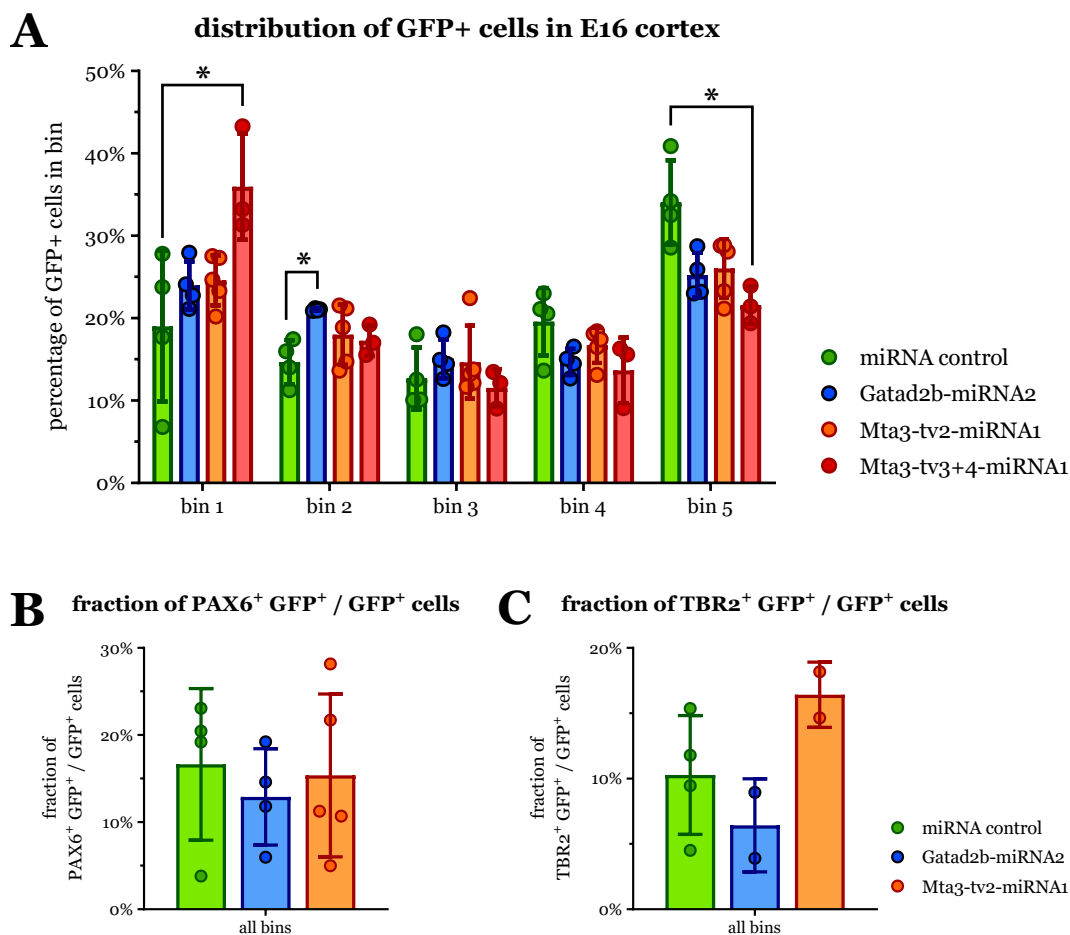 A
distribution of GFP+ cells in E16 cortex
percentage of GFP+ cells in bin
50%
40%
30%
20%
10%
0%
*
*
*
bin 1
bin 2
bin 3
bin 4
bin 5
miRNA control
Gatad2b-miRNA2
Mta3-tv2-miRNA1
Mta3-tv3+4-miRNA1
B
fraction of PAX6⁺ GFP⁺ / GFP⁺ cells
fraction of
PAX6⁺ GFP⁺ / GFP⁺ cells
30%
20%
10%
0%
all bins
C
fraction of TBR2⁺ GFP⁺ / GFP⁺ cells
fraction of
TBR2⁺ GFP⁺ / GFP⁺ cells
20%
10%
0%
all bins
miRNA control
Gatad2b-miRNA2
Mta3-tv2-miRNA1